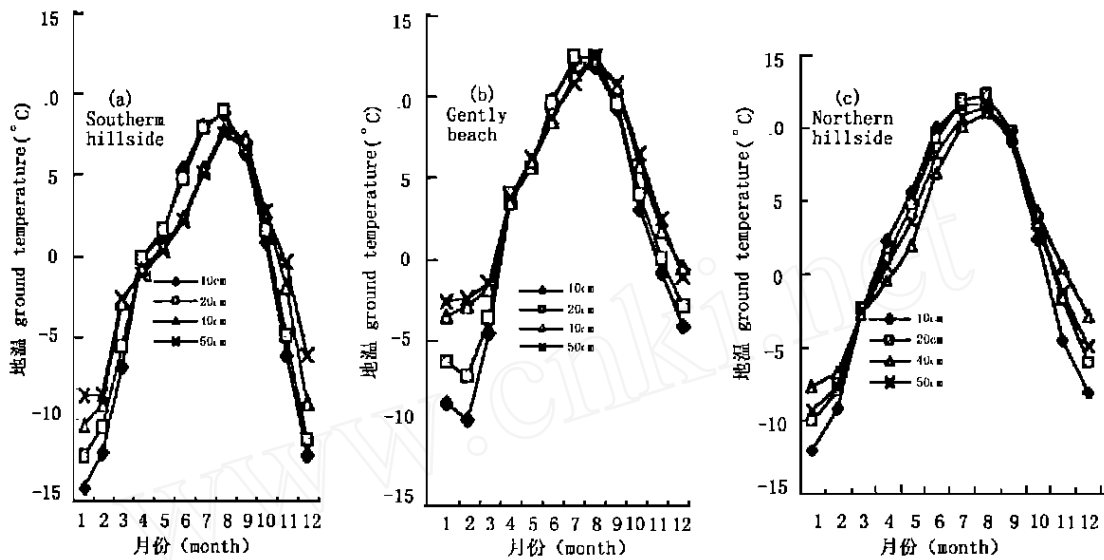 15
.0
5
0
-5
-10
-15
地温 ground temperature(°C)
(a)
Southerm
hillside
10cm
20cm
40cm
50cm
1 2 3 4 5 6 7 8 9 10 11 12
月份 (month)
15
.0
5
0
-5
-10
-15
地温 ground temperature(°C)
(b)
Gently
beach
10cm
20cm
10cm
50cm
1 2 3 4 5 6 7 8 9 10 11 12
月份 (month)
15
10
5
0
-5
-10
-15
地温 ground temperature(°C)
(c)
Northern
hillside
10cm
20cm
40cm
50cm
1 2 3 4 5 6 7 8 9 10 11 12
月份 (month)
www.cnki.net